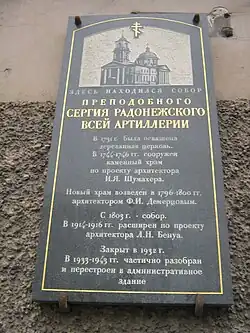 ЗДЕСЬ НАХОДИЛСЯ СОБОР
ПРЕПОДОБНОГО
СЕРГИЯ РАДОНЕЖСКОГО
ВСЕЙ АРТИЛЛЕРИИ
В 1731 г. была освящена
деревянная церковь.
В 1744-1746 гг. сооружен
каменный храм
по проекту архитектора
И.Я. Шумахера.
Новый храм возведен в 1796-1800 гг.
архитектором Ф.И. Демерцовым.
С 1803 г. - собор.
В 1914-1916 гг. расширен по проекту
архитектора Л.Н. Бенуа.
Закрыт в 1932 г.
В 1933-1943 гг. частично разобран
и перестроен в административное
здание